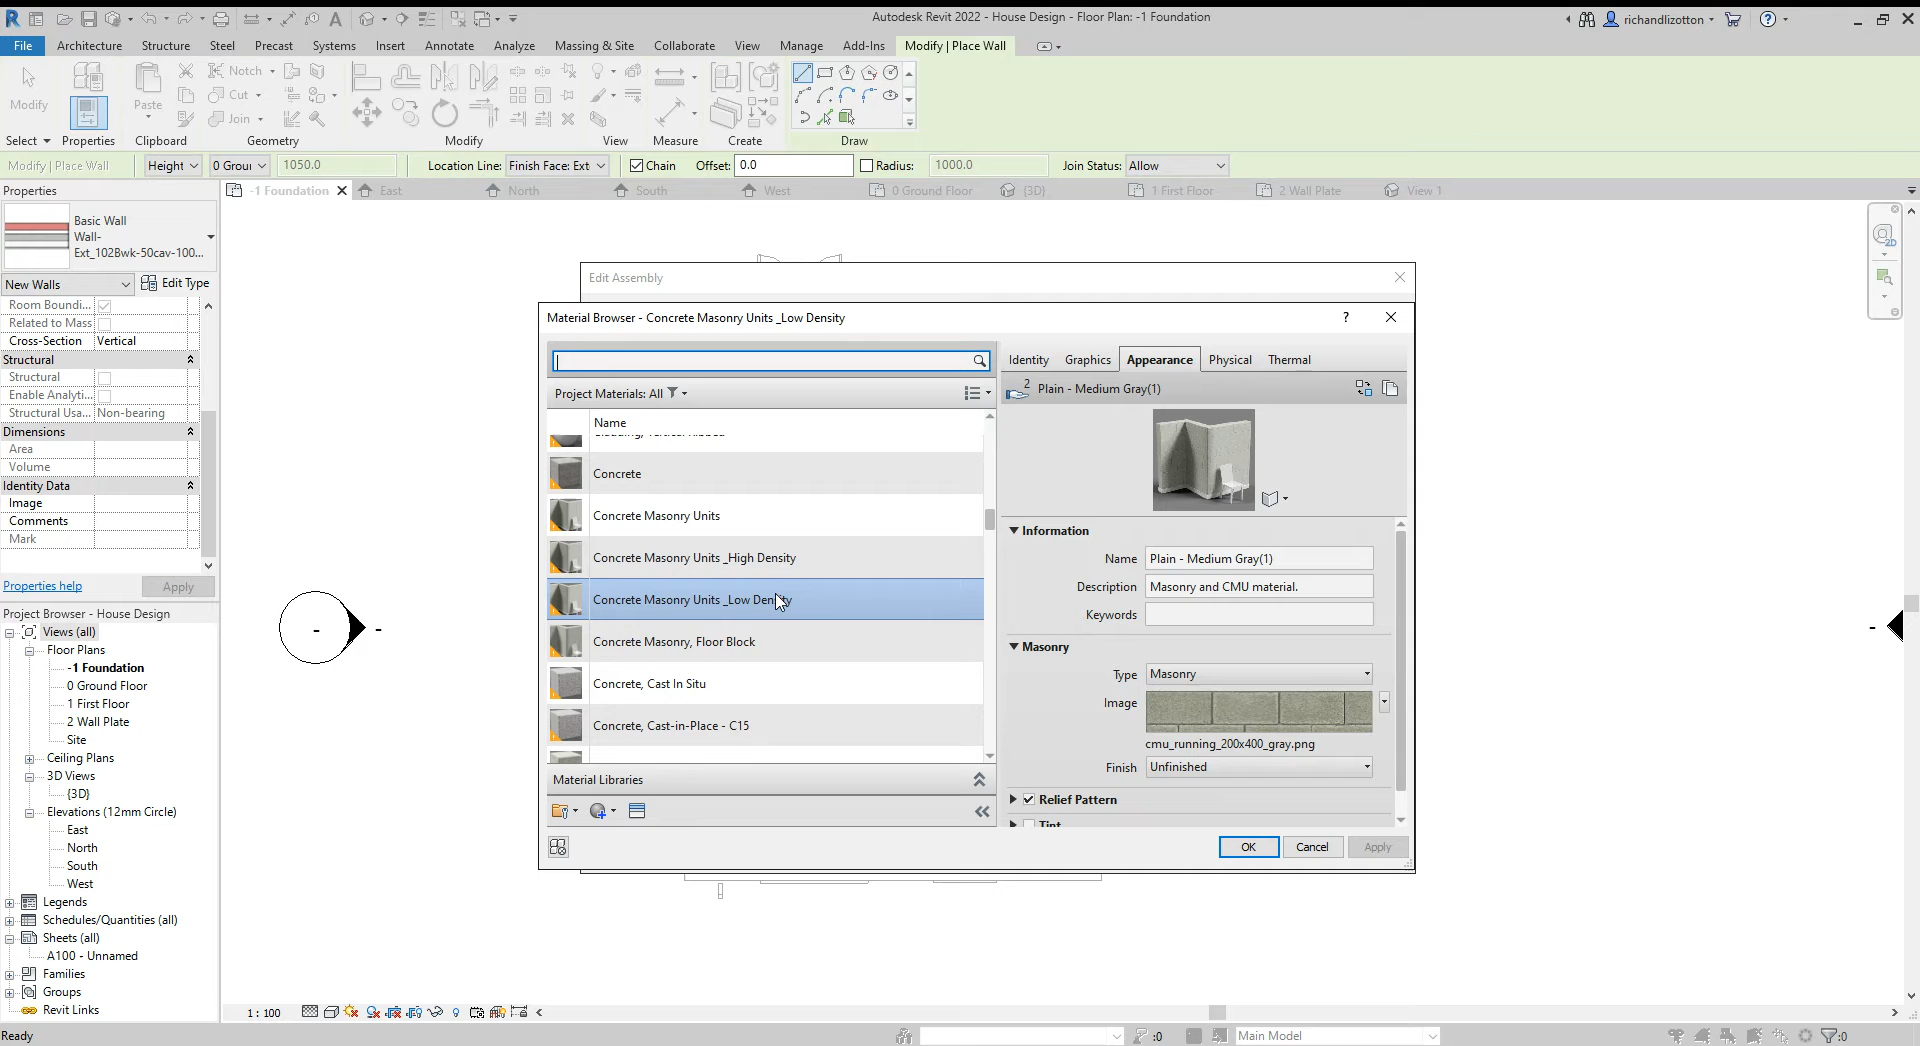 Autodesk Revit 2022 - House Design - Floor Plan: -1 Foundation
richandlizotton
File Architecture Structure Steel Precast Systems Insert Annotate Analyze Massing & Site Collaborate View Manage Add-Ins Modify | Place Wall
Modify
Paste
Notch
Cut
Join
Select Properties Clipboard Geometry Modify View Measure Create Draw
Modify | Place Wall Height 0 Grou 1050.0 Location Line: Finish Face: Ext Chain Offset: 0.0 Radius: 1000.0 Join Status: Allow
Properties
-1 Foundation East North South West 0 Ground Floor {3D} 1 First Floor 2 Wall Plate View 1
Basic Wall
Wall-
Ext_102Bwk-50cav-100...
New Walls Edit Type
Room Boundi...
Related to Mass
Cross-Section Vertical
Structural
Structural
Enable Analyti...
Structural Usa... Non-bearing
Dimensions
Area
Volume
Identity Data
Image
Comments
Mark
Properties help Apply
Project Browser - House Design
Views (all)
Floor Plans
-1 Foundation
0 Ground Floor
1 First Floor
2 Wall Plate
Site
Ceiling Plans
3D Views
{3D}
Elevations (12mm Circle)
East
North
South
West
Legends
Schedules/Quantities (all)
Sheets (all)
A100 - Unnamed
Families
Groups
Revit Links
Edit Assembly
Material Browser - Concrete Masonry Units _Low Density
?
Project Materials: All
Name
Concrete
Concrete Masonry Units
Concrete Masonry Units _High Density
Concrete Masonry Units _Low Density
Concrete Masonry, Floor Block
Concrete, Cast In Situ
Concrete, Cast-in-Place - C15
Material Libraries
Identity Graphics Appearance Physical Thermal
2
Plain - Medium Gray(1)
Information
Name Plain - Medium Gray(1)
Description Masonry and CMU material.
Keywords
Masonry
Type Masonry
Image
cmu_running_200x400_gray.png
Finish Unfinished
Relief Pattern
Tint
OK Cancel Apply
2D
1 : 100
Ready
:0
Main Model
:0